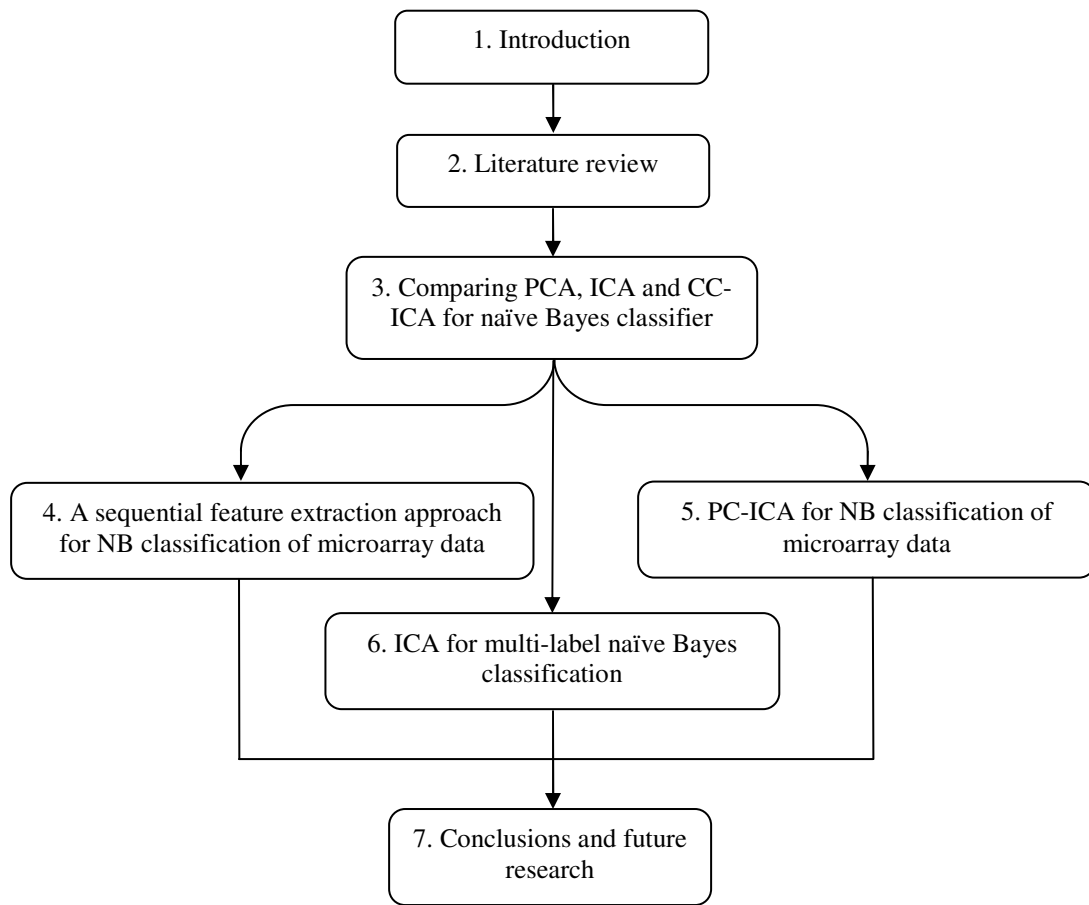 1. Introduction
2. Literature review
3. Comparing PCA, ICA and CC-
ICA for naïve Bayes classifier
4. A sequential feature extraction approach
for NB classification of microarray data
5. PC-ICA for NB classification of
microarray data
6. ICA for multi-label naïve Bayes
classification
7. Conclusions and future
research